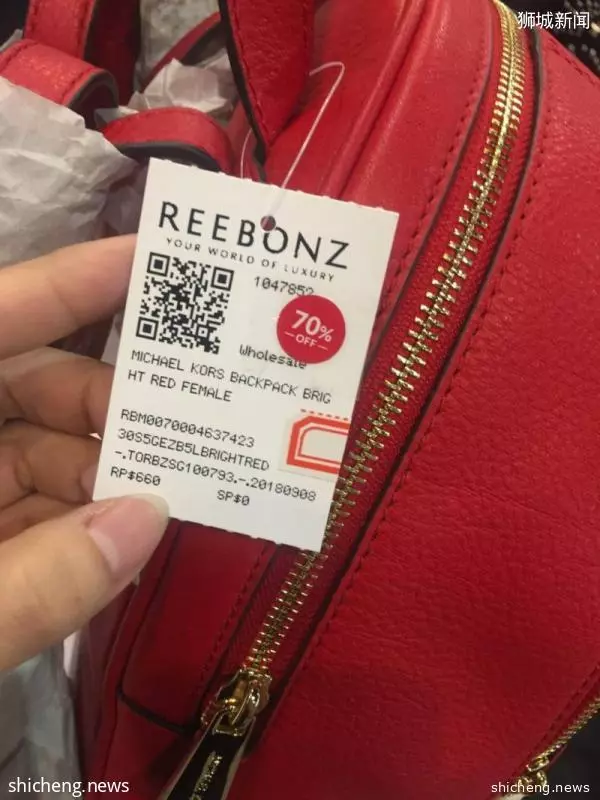 狮城新闻
REEBONZ
YOUR WORLD OF LUXURY
1047852
70%
OFF
Wholesale
MICHAEL KORS BACKPACK BRIG
HT RED FEMALE
RBM0070004637423
30S5GEZB5LBRIGHTRED
-.TORBZSG100793.-.20180908
RP$660 SP$0
shicheng.news
shicheng.news